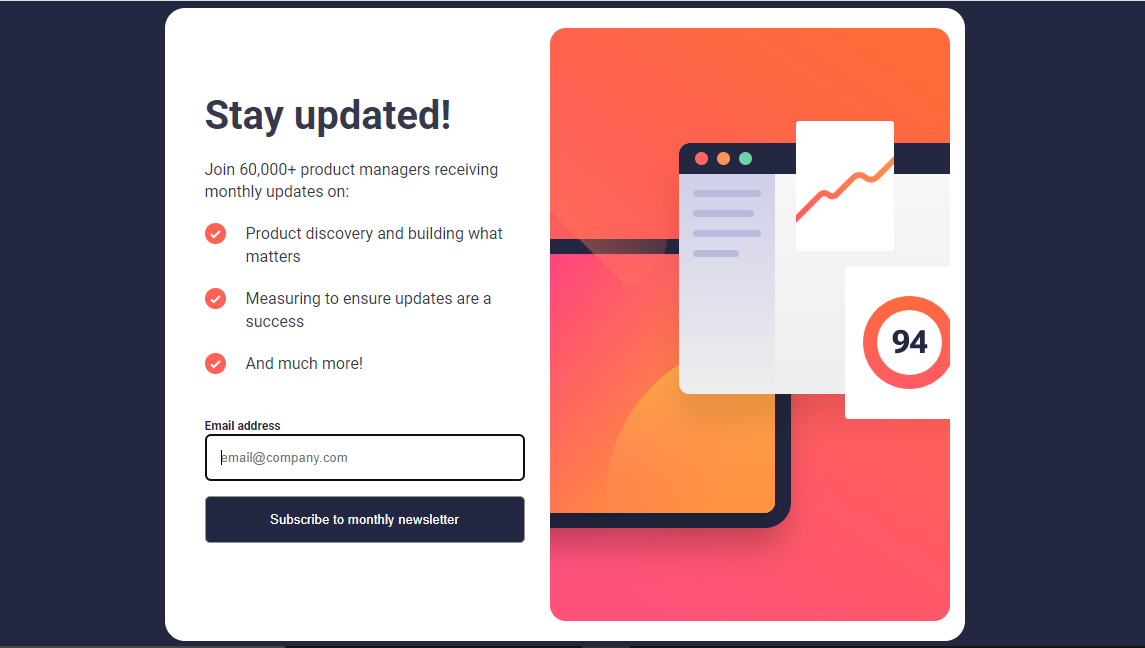 Stay updated!
Join 60,000+ product managers receiving
monthly updates on:
Product discovery and building what
matters
Measuring to ensure updates are a
success
And much more!
Email address
email@company.com
Subscribe to monthly newsletter
94